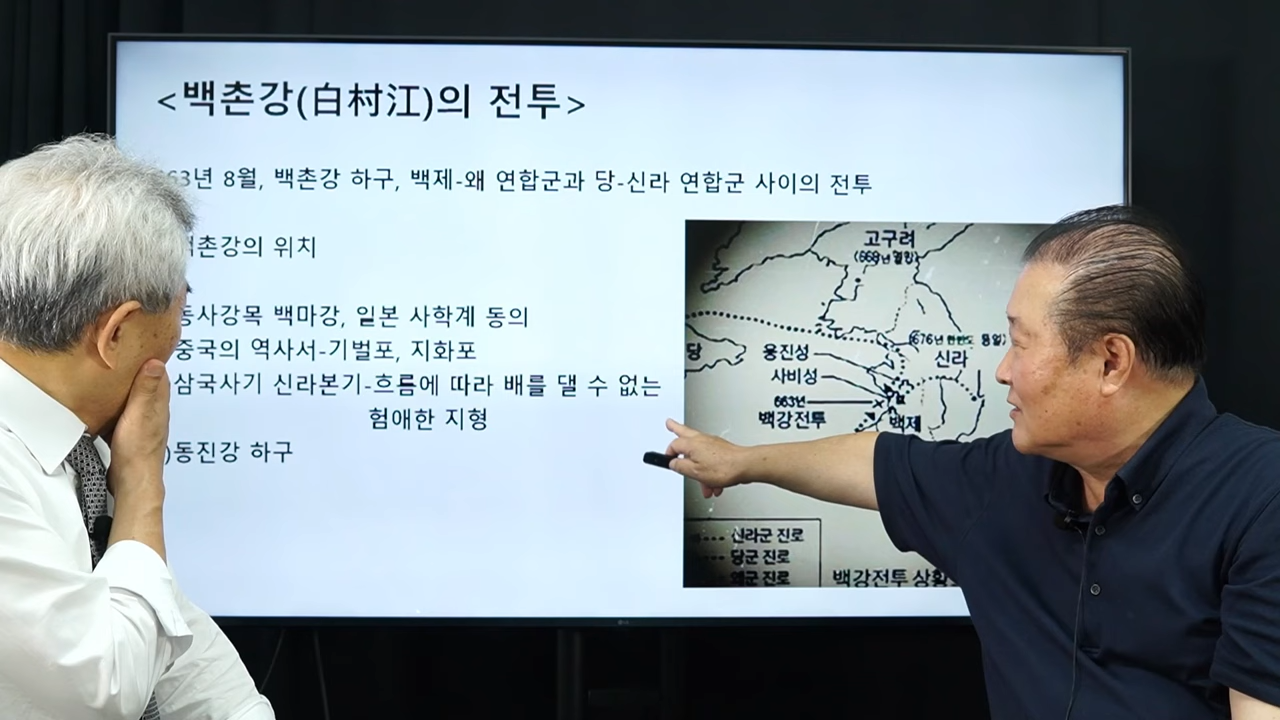 <백촌강(白村江)의 전투>
63년 8월, 백촌강 하구, 백제-왜 연합군과 당-신라 연합군 사이의 전투
백촌강의 위치
동사강목 백마강, 일본 사학계 동의
중국의 역사서-기벌포, 지화포
삼국사기 신라본기-흐름에 따라 배를 댈 수 없는
험애한 지형
)동진강 하구
고구려
(668년 멸망)
(676년 한반도 통일)
신라
당
웅진성
사비성
663년
백강전투
백제
신라군 진로
당군 진로
왜군 진로
백강전투 상황
LG